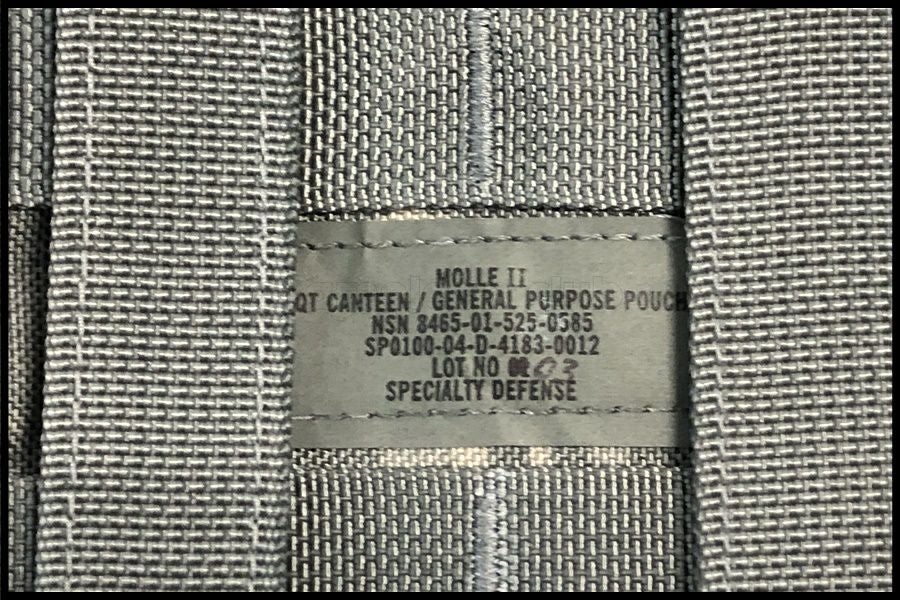 MOLLE II
QT CANTEEN / GENERAL PURPOSE POUCH
NSN 8465-01-525-0585
SP0100-04-D-4183-0012
LOT NO 03
SPECIALTY DEFENSE